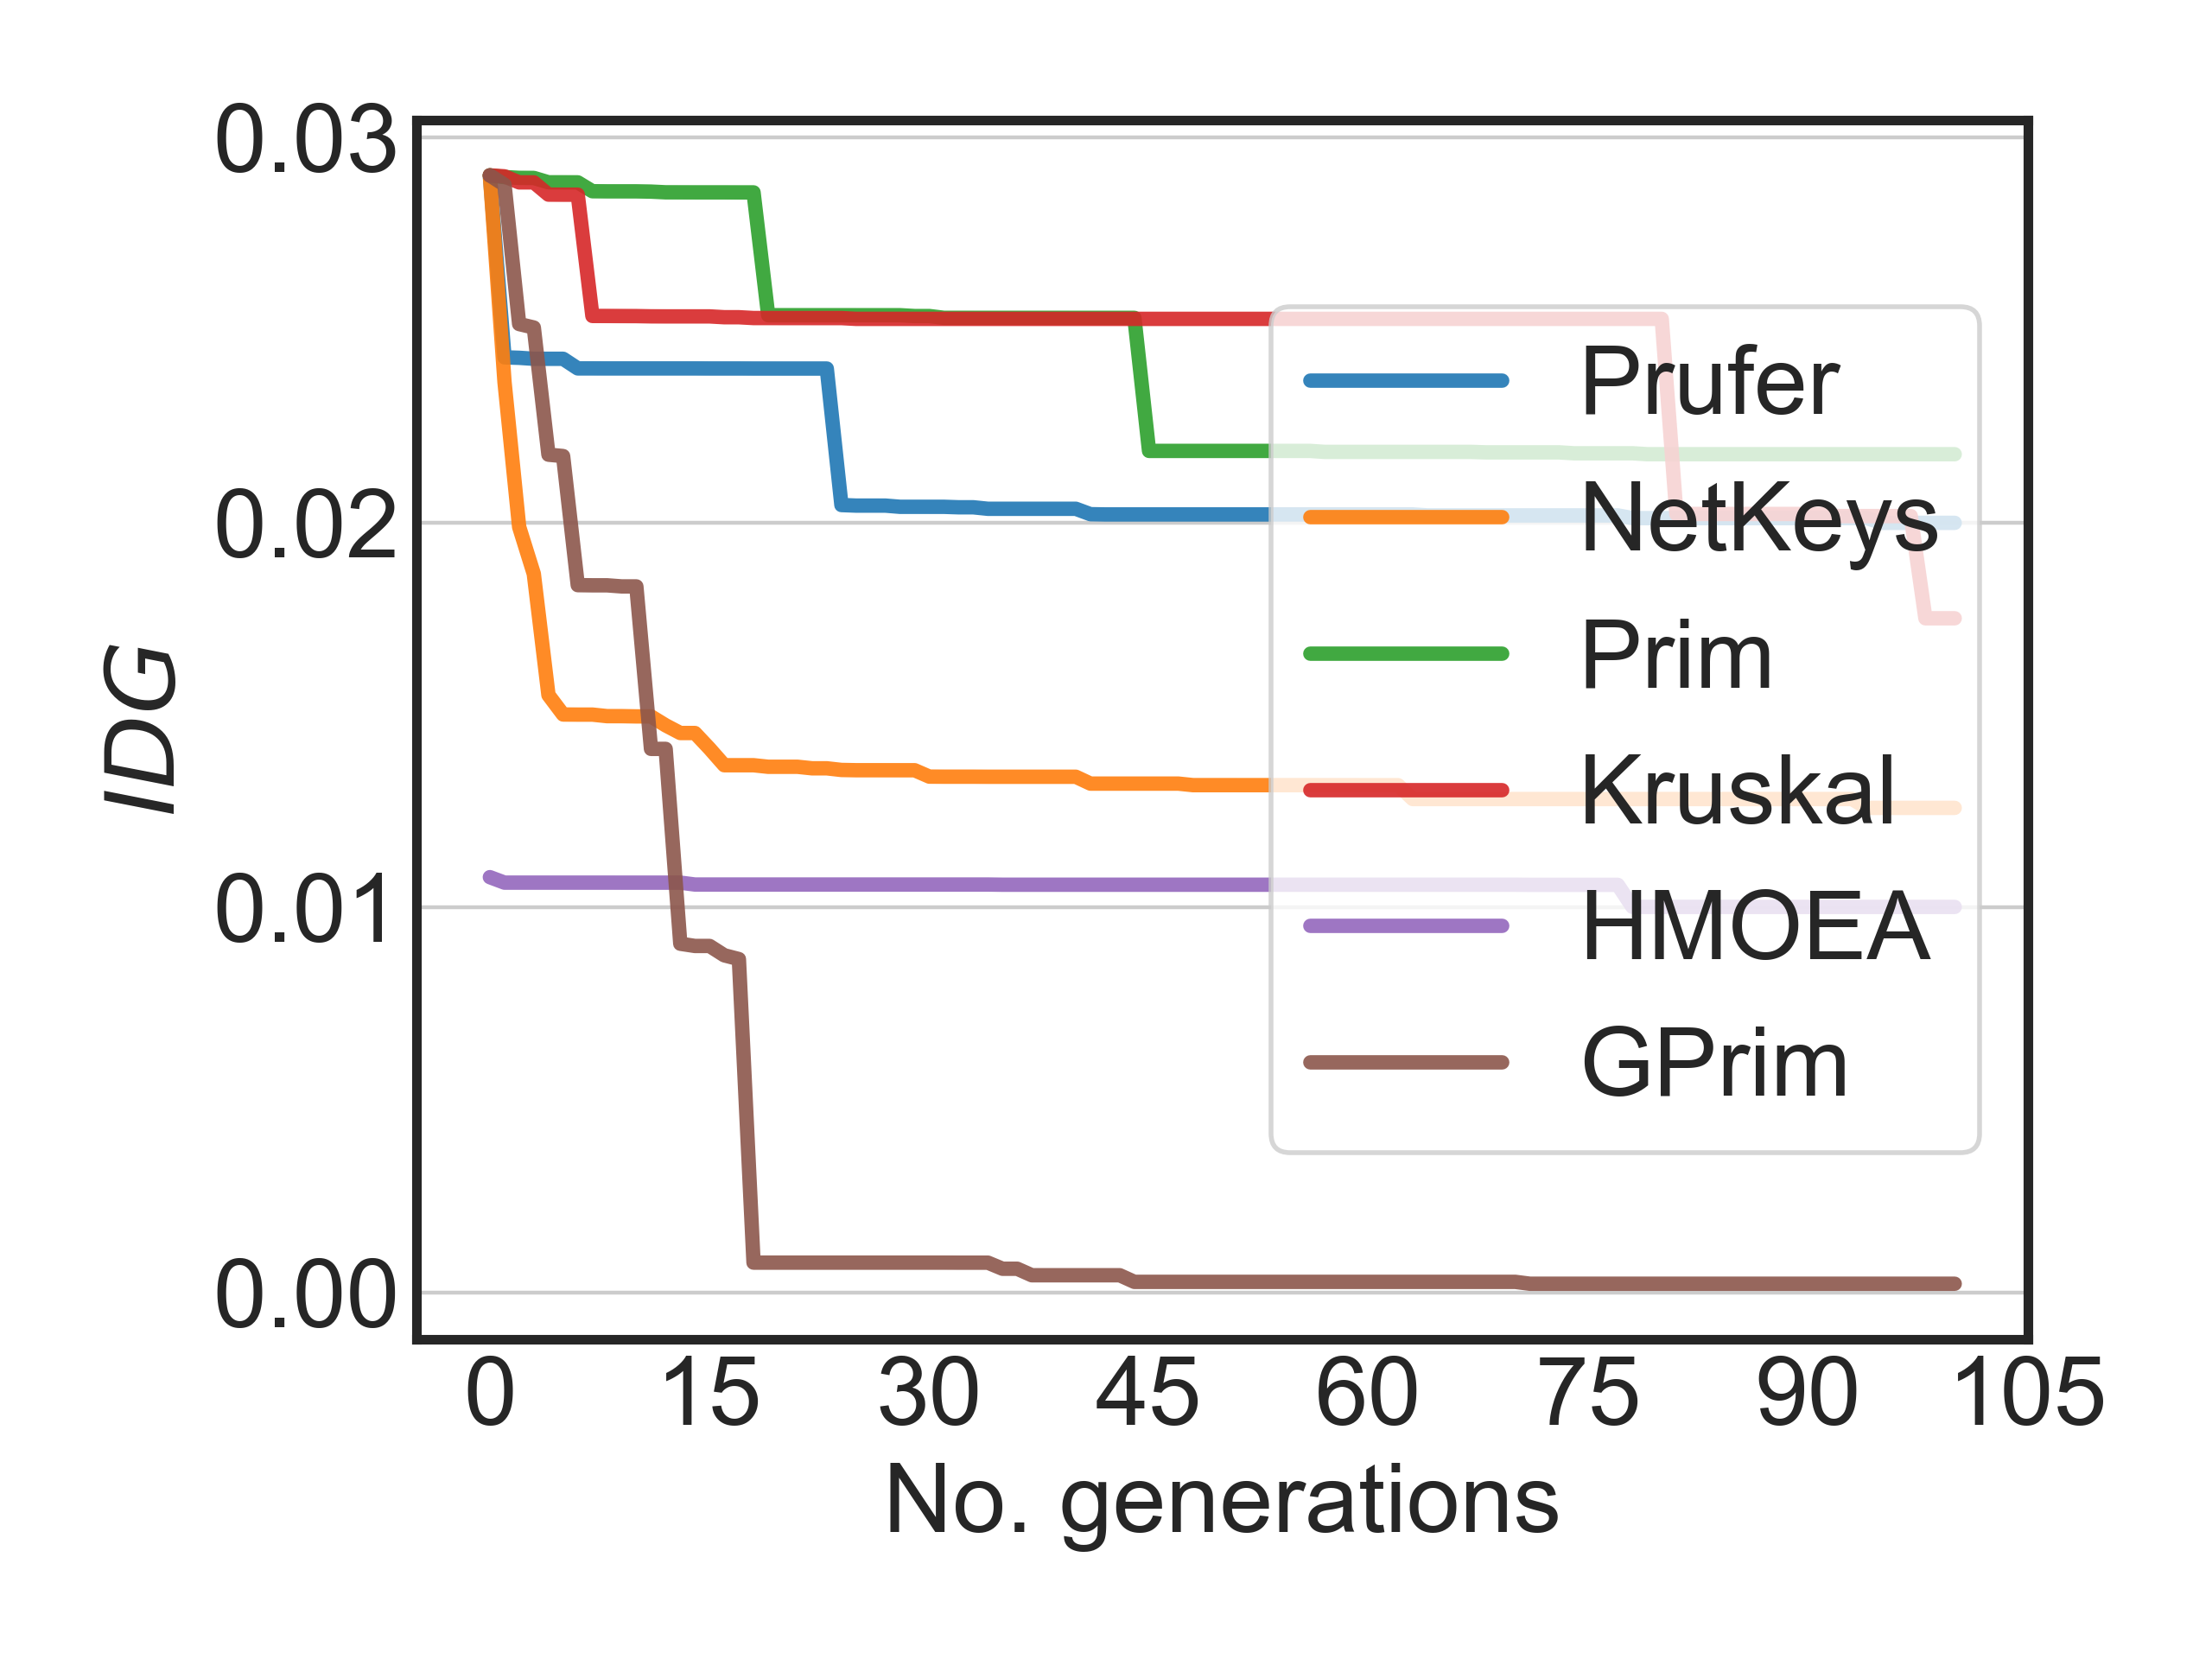 0.03
0.02
0.01
0.00
IDG
0 15 30 45 60 75 90 105
No. generations
Prufer
NetKeys
Prim
Kruskal
HMOEA
GPrim